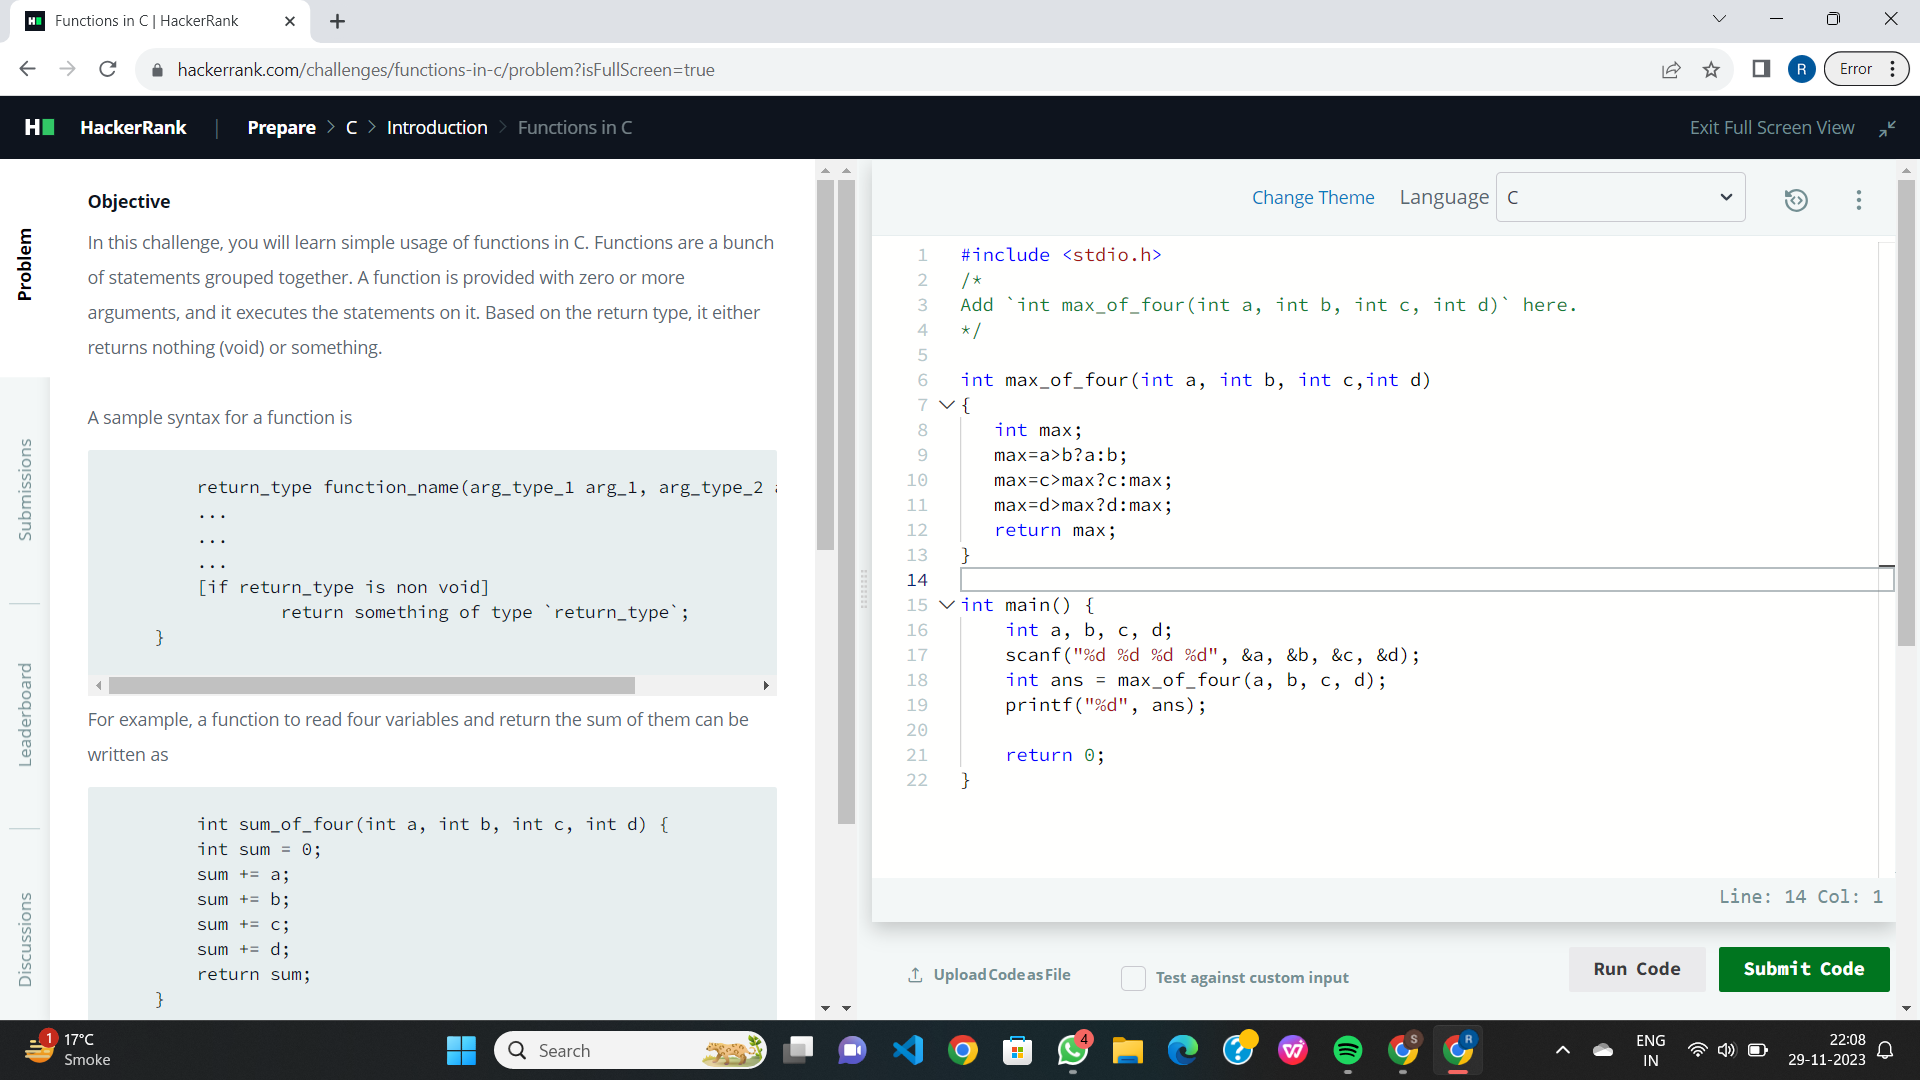 Functions in C | HackerRank
hackerrank.com/challenges/functions-in-c/problem?isFullScreen=true
R
Error
HackerRank
Prepare > C > Introduction > Functions in C
Exit Full Screen View
Problem
Submissions
Leaderboard
Discussions
Objective
In this challenge, you will learn simple usage of functions in C. Functions are a bunch
of statements grouped together. A function is provided with zero or more
arguments, and it executes the statements on it. Based on the return type, it either
returns nothing (void) or something.
A sample syntax for a function is
return_type function_name(arg_type_1 arg_1, arg_type_2
...
...
...
[if return_type is non void]
return something of type `return_type`;
}
For example, a function to read four variables and return the sum of them can be
written as
int sum_of_four(int a, int b, int c, int d) {
int sum = 0;
sum += a;
sum += b;
sum += c;
sum += d;
return sum;
}
Change Theme
Language
C
1 #include <stdio.h>
2 /*
3 Add `int max_of_four(int a, int b, int c, int d)` here.
4 */
5
6 int max_of_four(int a, int b, int c,int d)
7 {
8 int max;
9 max=a>b?a:b;
10 max=c>max?c:max;
11 max=d>max?d:max;
12 return max;
13 }
14
15 int main() {
16 int a, b, c, d;
17 scanf("%d %d %d %d", &a, &b, &c, &d);
18 int ans = max_of_four(a, b, c, d);
19 printf("%d", ans);
20
21 return 0;
22 }
Line: 14 Col: 1
Upload Code as File
Test against custom input
Run Code
Submit Code
1
17°C
Smoke
Search
4
S
R
ENG
IN
22:08
29-11-2023